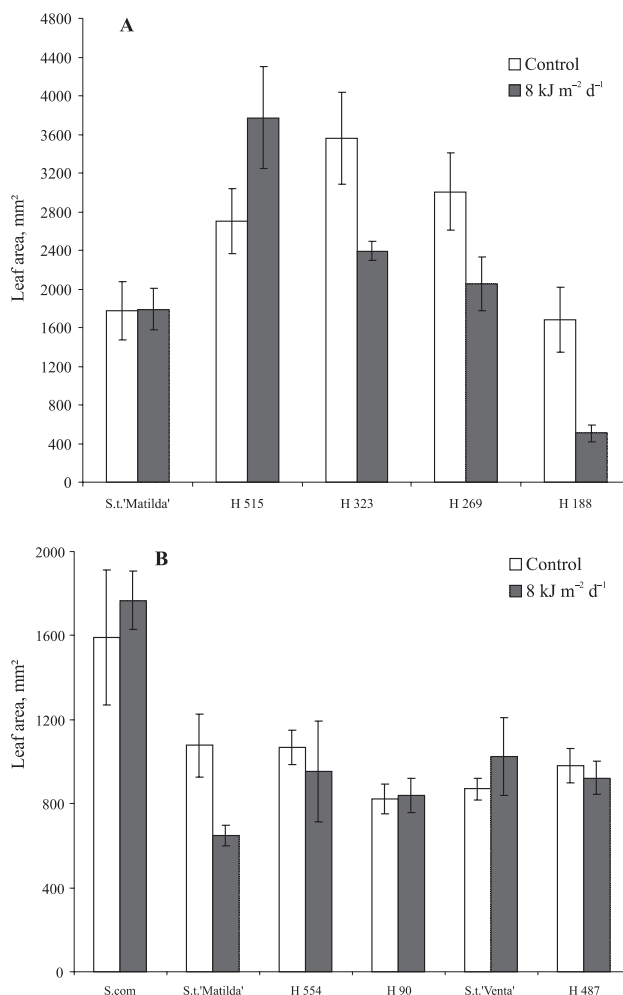 A
Control
8 kJ m⁻² d⁻¹
Leaf area, mm²
4800
4400
4000
3600
3200
2800
2400
2000
1600
1200
800
400
0
S.t.'Matilda' H 515 H 323 H 269 H 188
B
Control
8 kJ m⁻² d⁻¹
Leaf area, mm²
2000
1600
1200
800
400
0
S.com S.t.'Matilda' H 554 H 90 S.t.'Venta' H 487